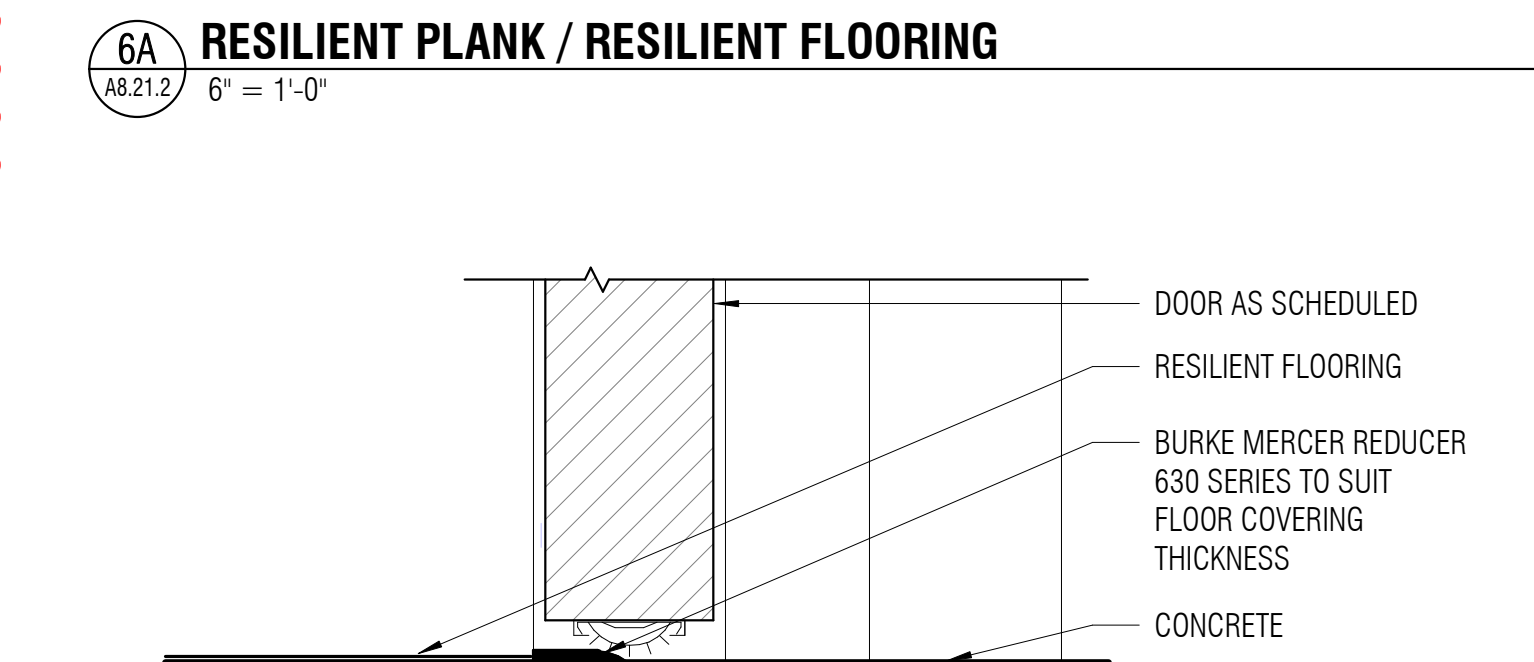 6A
RESILIENT PLANK / RESILIENT FLOORING
A8.21.2
6" = 1'-0"
DOOR AS SCHEDULED
RESILIENT FLOORING
BURKE MERCER REDUCER
630 SERIES TO SUIT
FLOOR COVERING
THICKNESS
CONCRETE